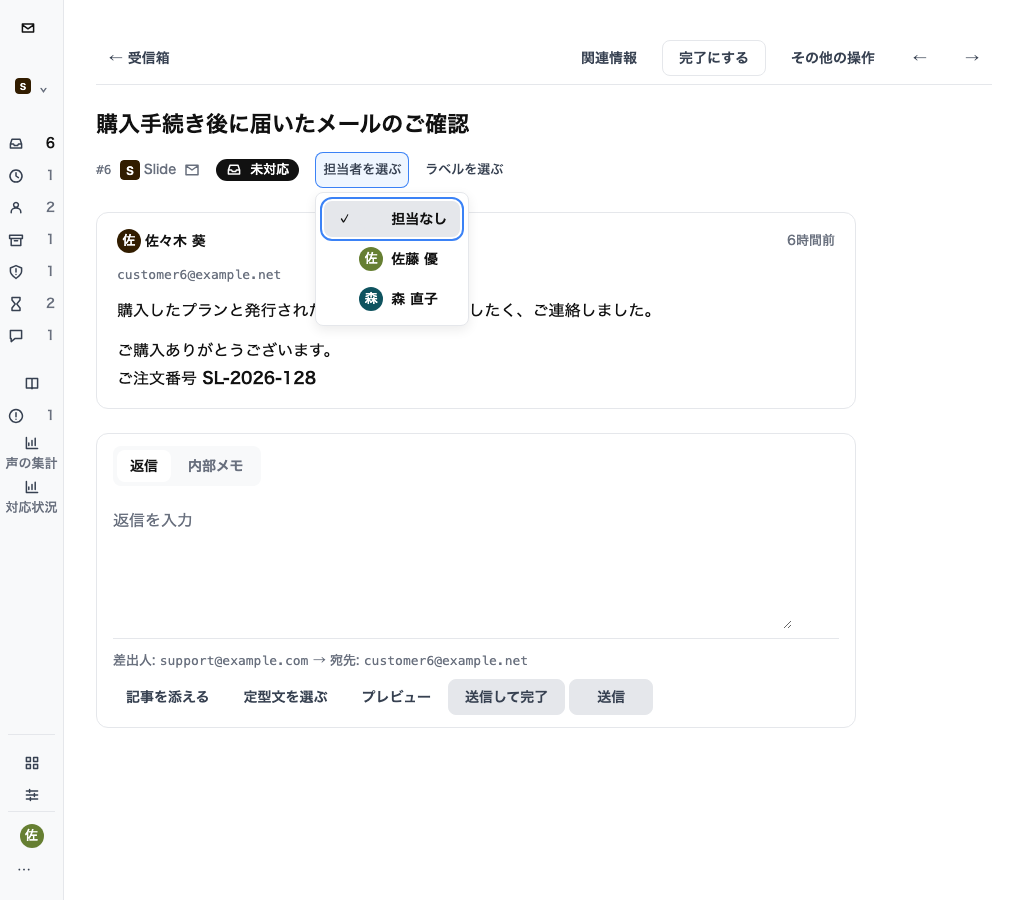 ← 受信箱
関連情報
完了にする
その他の操作
←
→
S
6
1
2
1
1
2
1
1
声の集計
対応状況
佐
…
購入手続き後に届いたメールのご確認
#6 S Slide 未対応 担当者を選ぶ ラベルを選ぶ
✓ 担当なし
佐 佐藤 優
森 森 直子
佐 佐々木 葵
6時間前
customer6@example.net
購入したプランと発行され
したく、ご連絡しました。
ご購入ありがとうございます。
ご注文番号 SL-2026-128
返信 内部メモ
返信を入力
差出人: support@example.com → 宛先: customer6@example.net
記事を添える 定型文を選ぶ プレビュー 送信して完了 送信